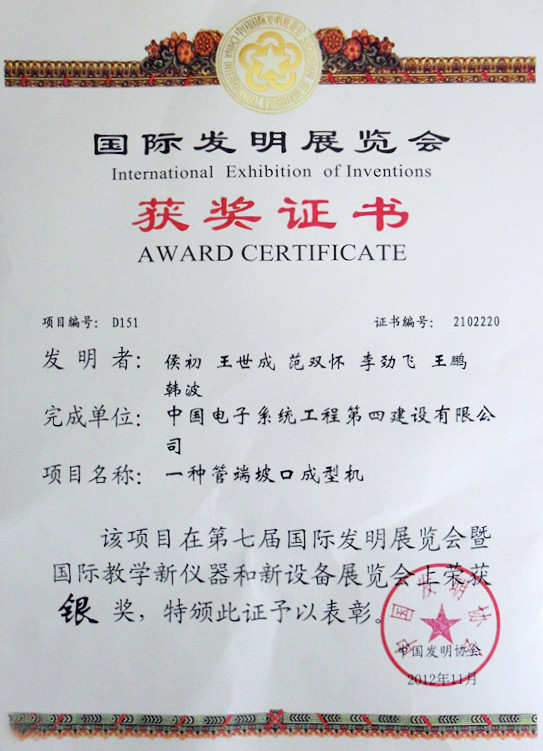 国际发明展览会
International Exhibition of Inventions
获奖证书
AWARD CERTIFICATE
项目编号: D151 证书编号: 2102220
发明者: 侯初 王世成 范双怀 李劲飞 王鹏
韩波
完成单位: 中国电子系统工程第四建设有限公
司
项目名称: 一种管端坡口成型机
该项目在第七届国际发明展览会暨
国际教学新仪器和新设备展览会上荣获
银奖，特颁此证予以表彰。
中国发明协会
中国发明协会
2012年11月